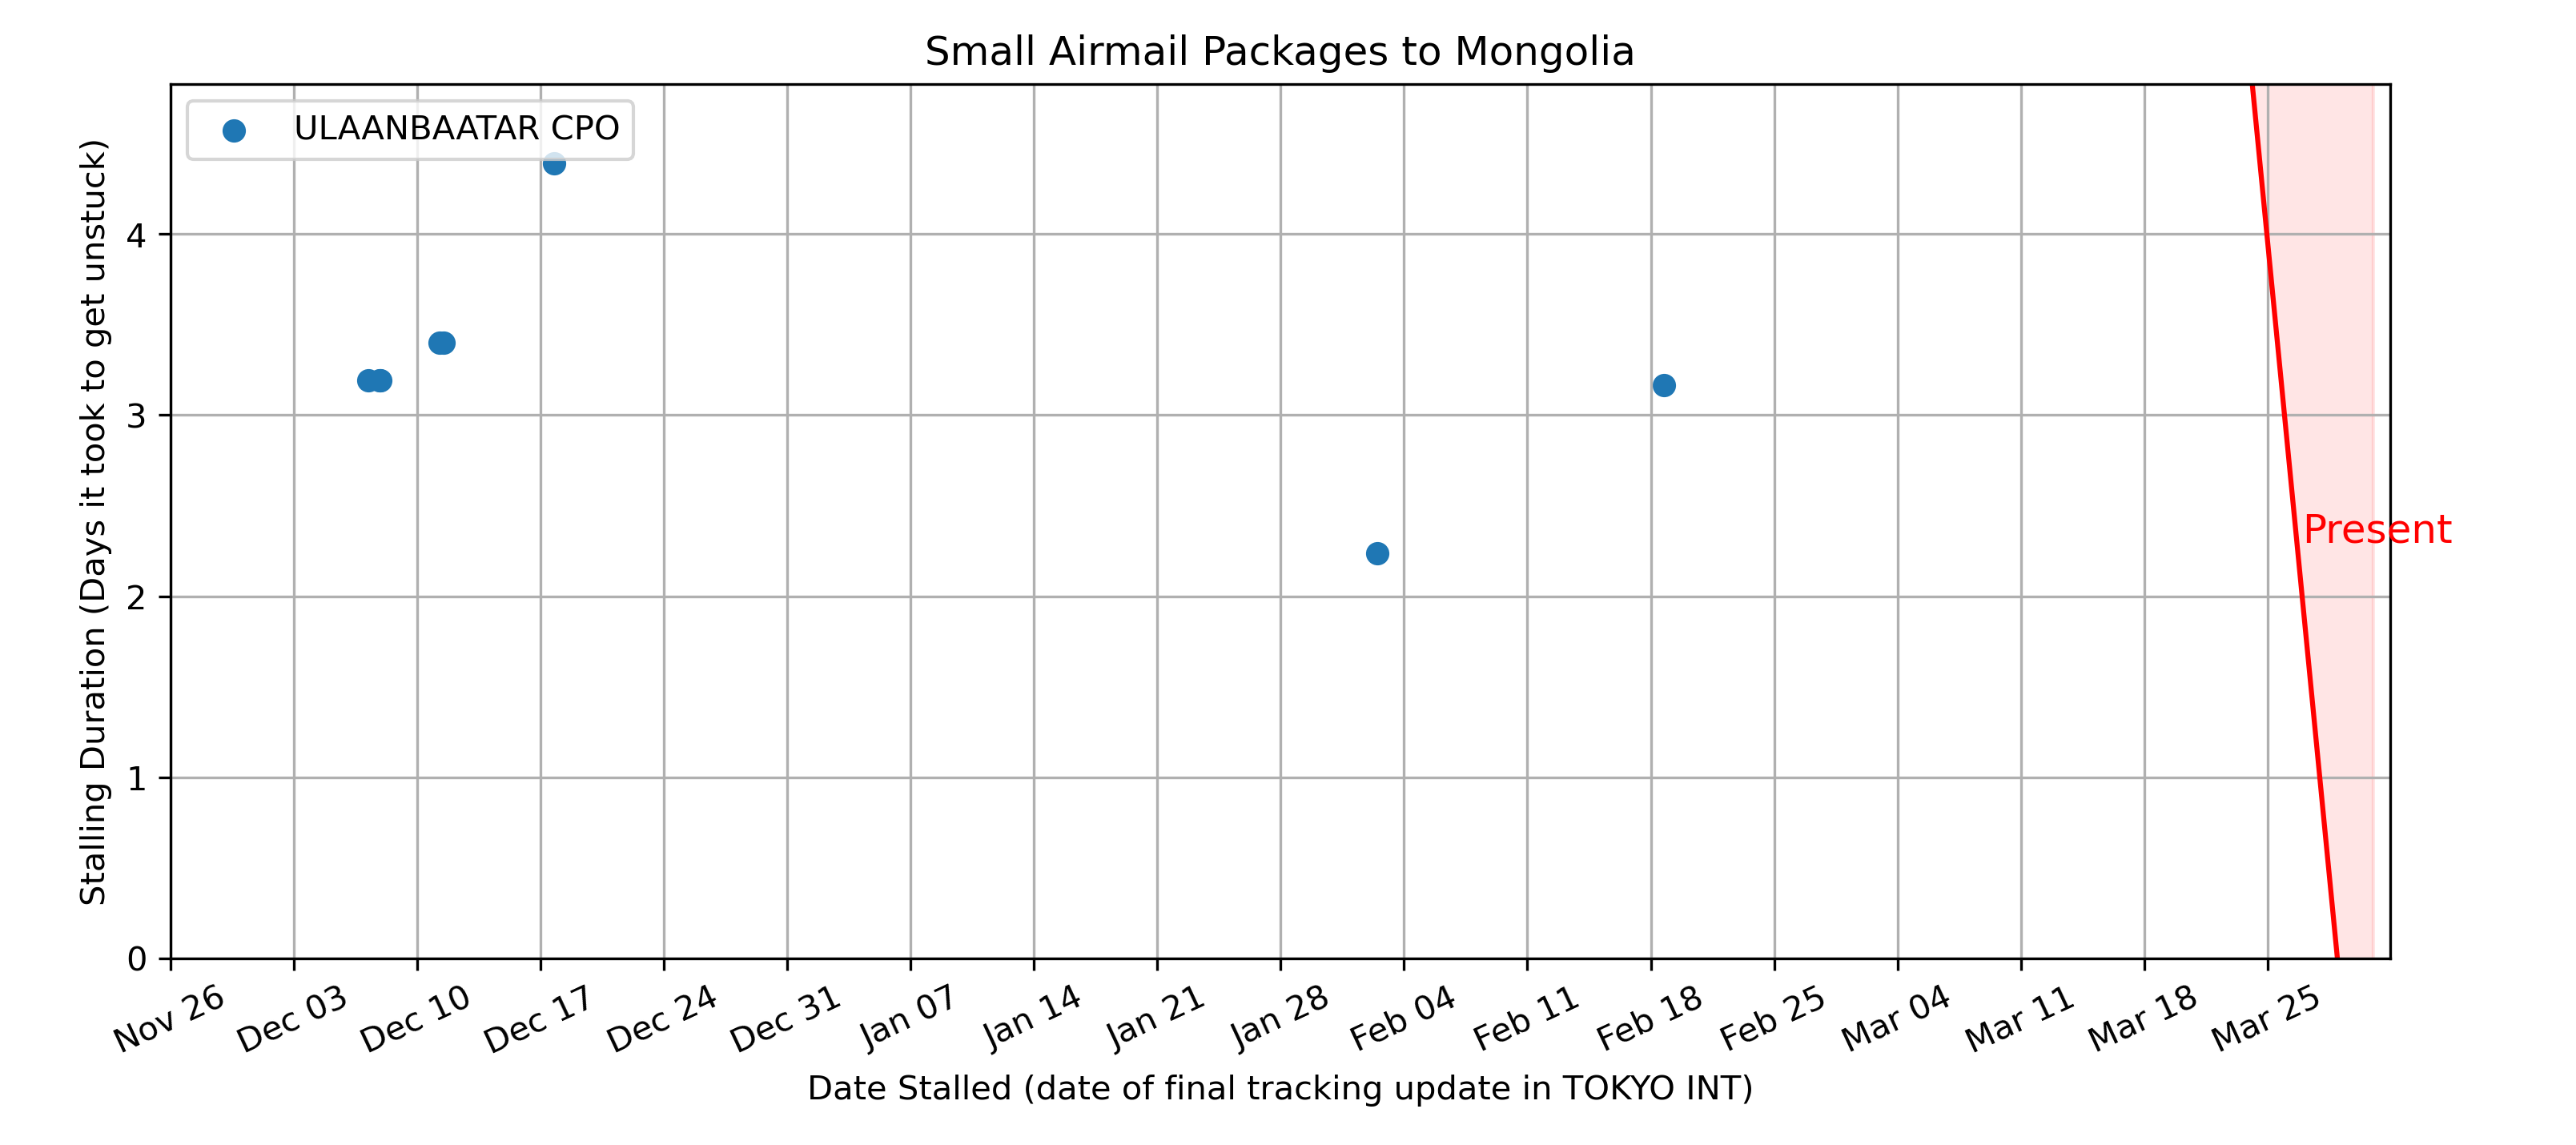 Small Airmail Packages to Mongolia
ULAANBAATAR CPO
Stalling Duration (Days it took to get unstuck)
4
3
2
1
0
Present
Nov 26
Dec 03
Dec 10
Dec 17
Dec 24
Dec 31
Jan 07
Jan 14
Jan 21
Jan 28
Feb 04
Feb 11
Feb 18
Feb 25
Mar 04
Mar 11
Mar 18
Mar 25
Date Stalled (date of final tracking update in TOKYO INT)